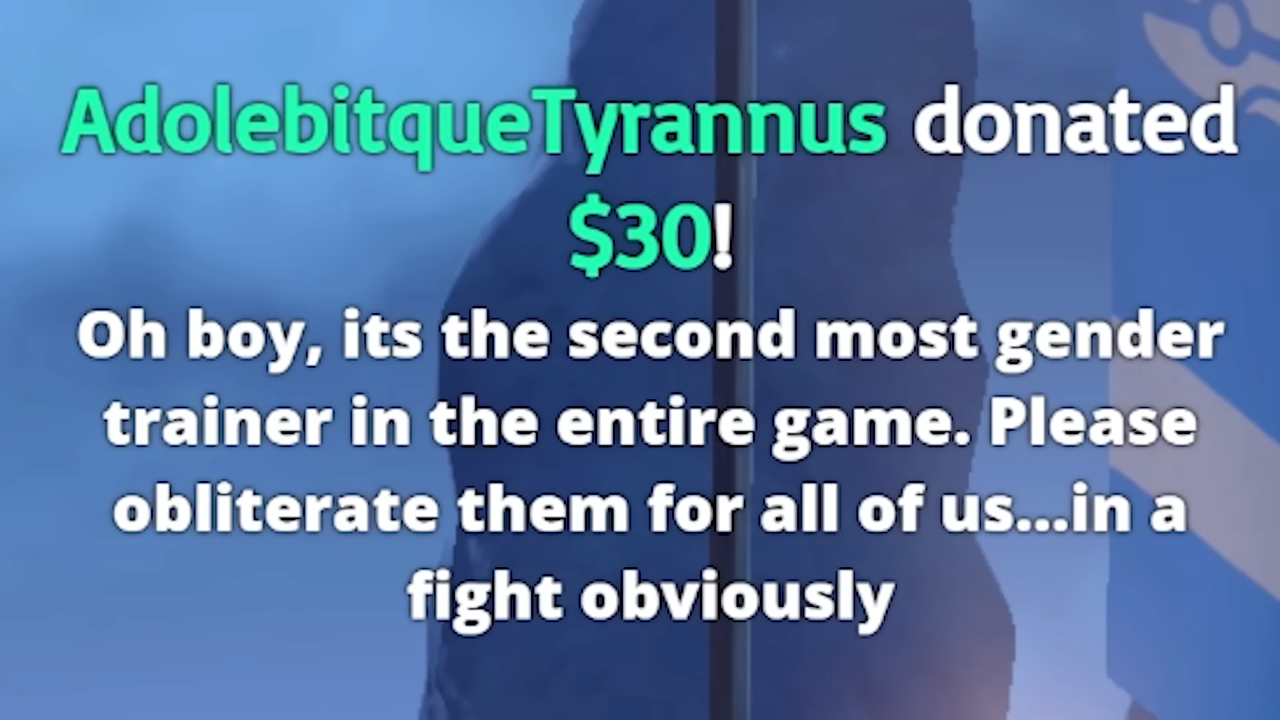 AdolebitqueTyrannus donated
$30!
Oh boy, its the second most gender
trainer in the entire game. Please
obliterate them for all of us...in a
fight obviously